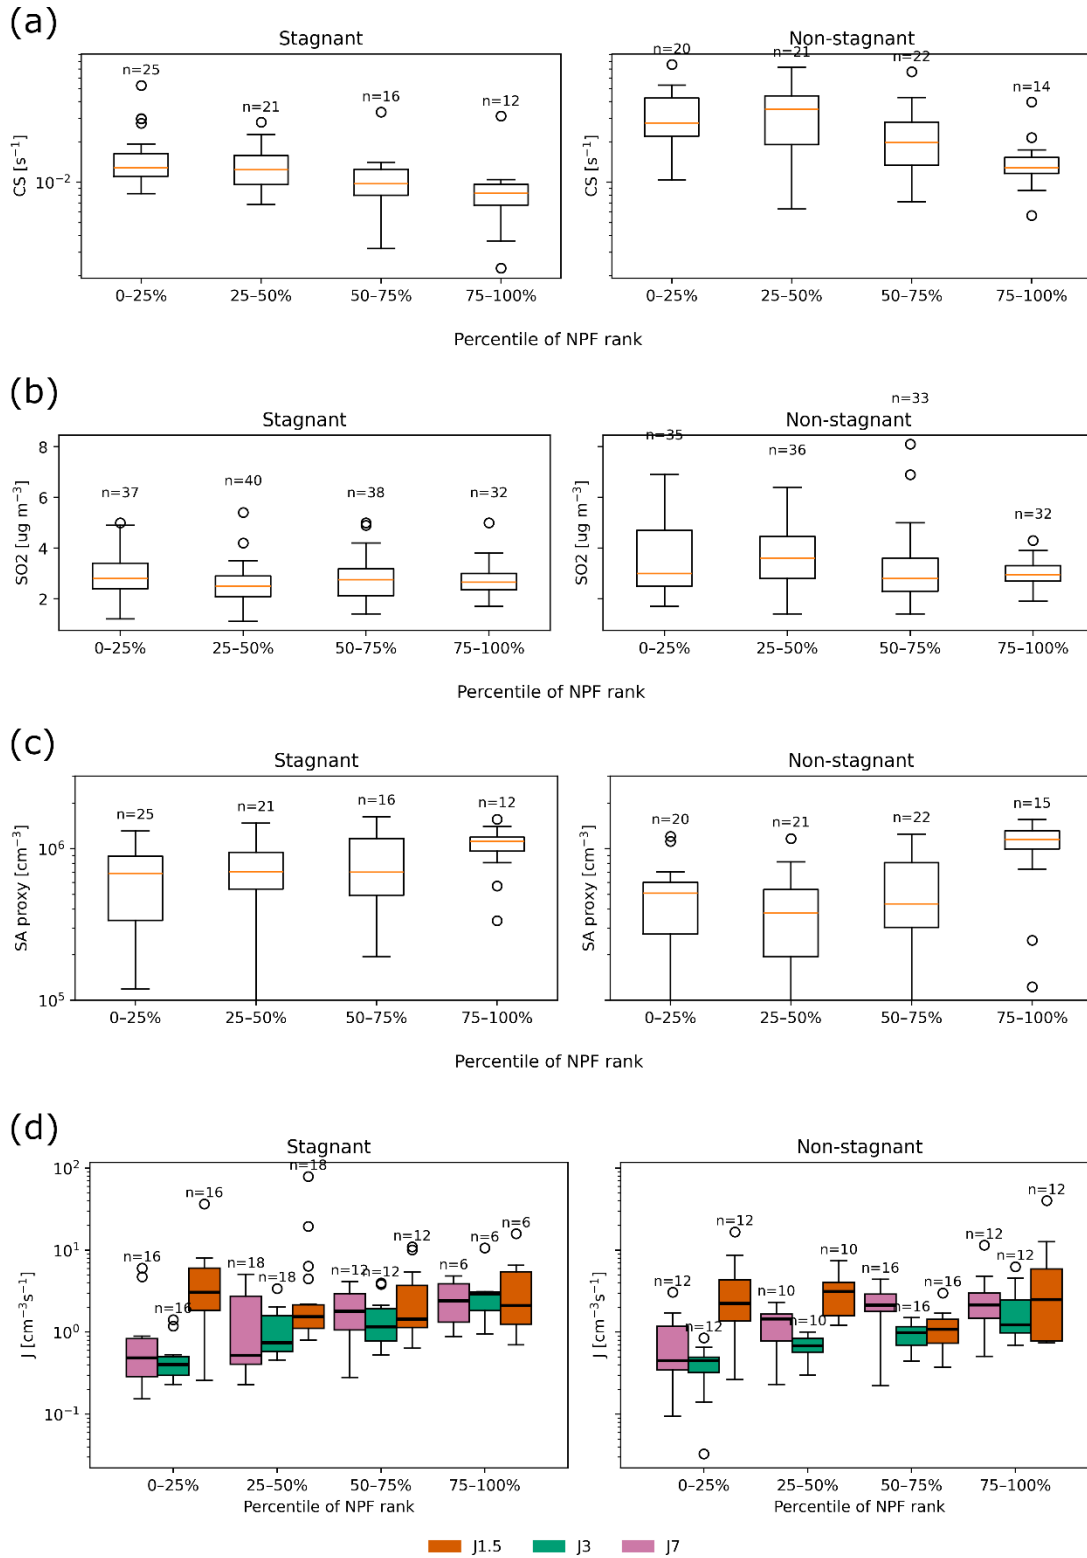 (a)
Stagnant
Non-stagnant
n=25
n=21
n=16
n=12
n=20
n=21
n=22
n=14
CS [s⁻¹]
10⁻²
CS [s⁻¹]
0–25%
25–50%
50–75%
75–100%
0–25%
25–50%
50–75%
75–100%
Percentile of NPF rank
(b)
Stagnant
Non-stagnant
n=37
n=40
n=38
n=32
n=35
n=36
n=33
n=32
SO2 [ug m⁻³]
8
6
4
2
SO2 [ug m⁻³]
0–25%
25–50%
50–75%
75–100%
0–25%
25–50%
50–75%
75–100%
Percentile of NPF rank
(c)
Stagnant
Non-stagnant
n=25
n=21
n=16
n=12
n=20
n=21
n=22
n=15
SA proxy [cm⁻³]
10⁶
10⁵
SA proxy [cm⁻³]
0–25%
25–50%
50–75%
75–100%
0–25%
25–50%
50–75%
75–100%
Percentile of NPF rank
(d)
Stagnant
Non-stagnant
n=16
n=16
n=16
n=18
n=18
n=18
n=12
n=12
n=12
n=6
n=6
n=6
n=12
n=12
n=12
n=10
n=10
n=10
n=16
n=16
n=16
n=12
n=12
n=12
J [cm⁻³s⁻¹]
10²
10¹
10⁰
10⁻¹
J [cm⁻³s⁻¹]
0–25%
25–50%
50–75%
75–100%
0–25%
25–50%
50–75%
75–100%
Percentile of NPF rank
Percentile of NPF rank
J1.5
J3
J7